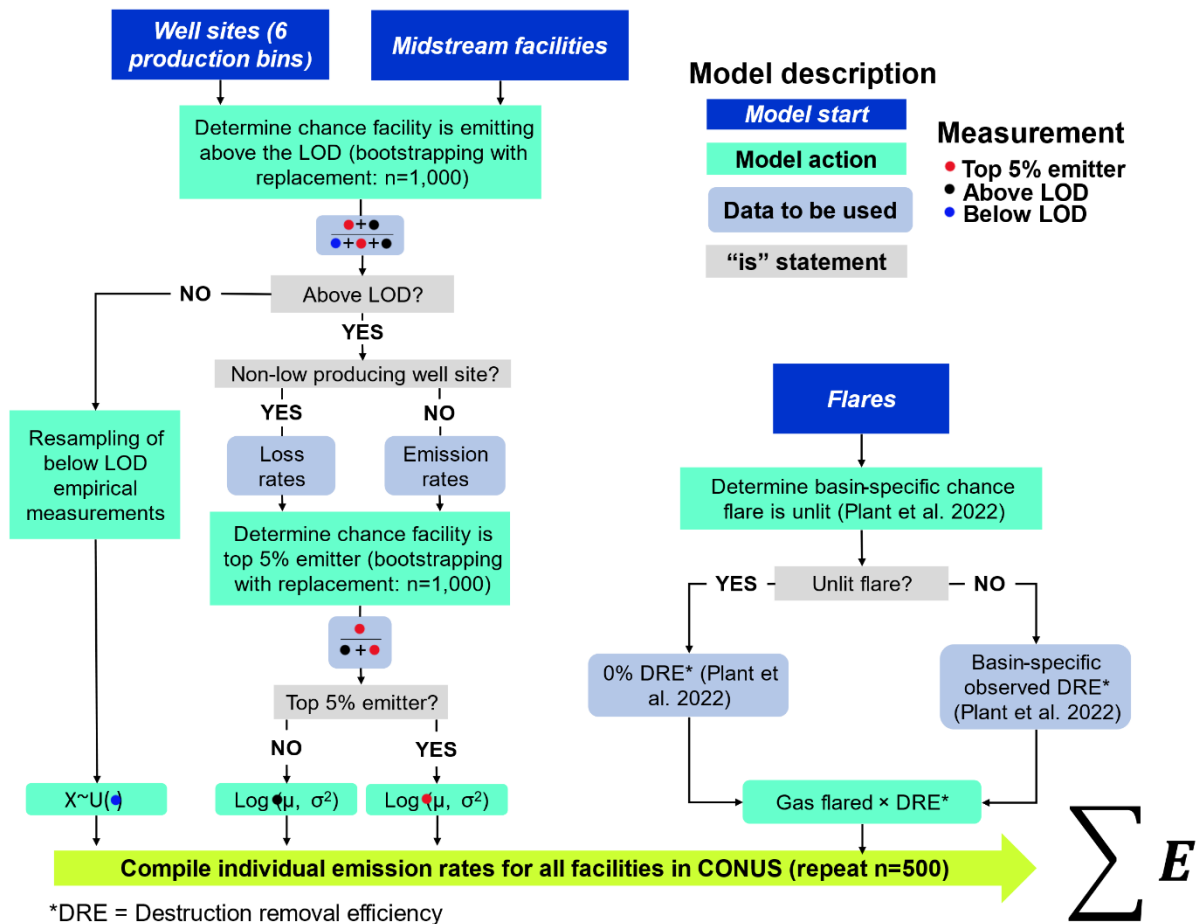 Well sites (6
production bins)
Midstream facilities
Model description
Model start
Model action
Data to be used
"is" statement
Measurement
Top 5% emitter
Above LOD
Below LOD
Determine chance facility is emitting
above the LOD (bootstrapping with
replacement: n=1,000)
+
+ +
NO
Above LOD?
YES
Non-low producing well site?
YES
NO
Resampling of
below LOD
empirical
measurements
Loss
rates
Emission
rates
Determine chance facility is
top 5% emitter (bootstrapping
with replacement: n=1,000)
+
Top 5% emitter?
NO
YES
X~U( )
Log (μ, σ²)
Log (μ, σ²)
Flares
Determine basin-specific chance
flare is unlit (Plant et al. 2022)
YES
Unlit flare?
NO
0% DRE* (Plant et
al. 2022)
Basin-specific
observed DRE*
(Plant et al. 2022)
Gas flared × DRE*
Compile individual emission rates for all facilities in CONUS (repeat n=500)
∑ E
*DRE = Destruction removal efficiency